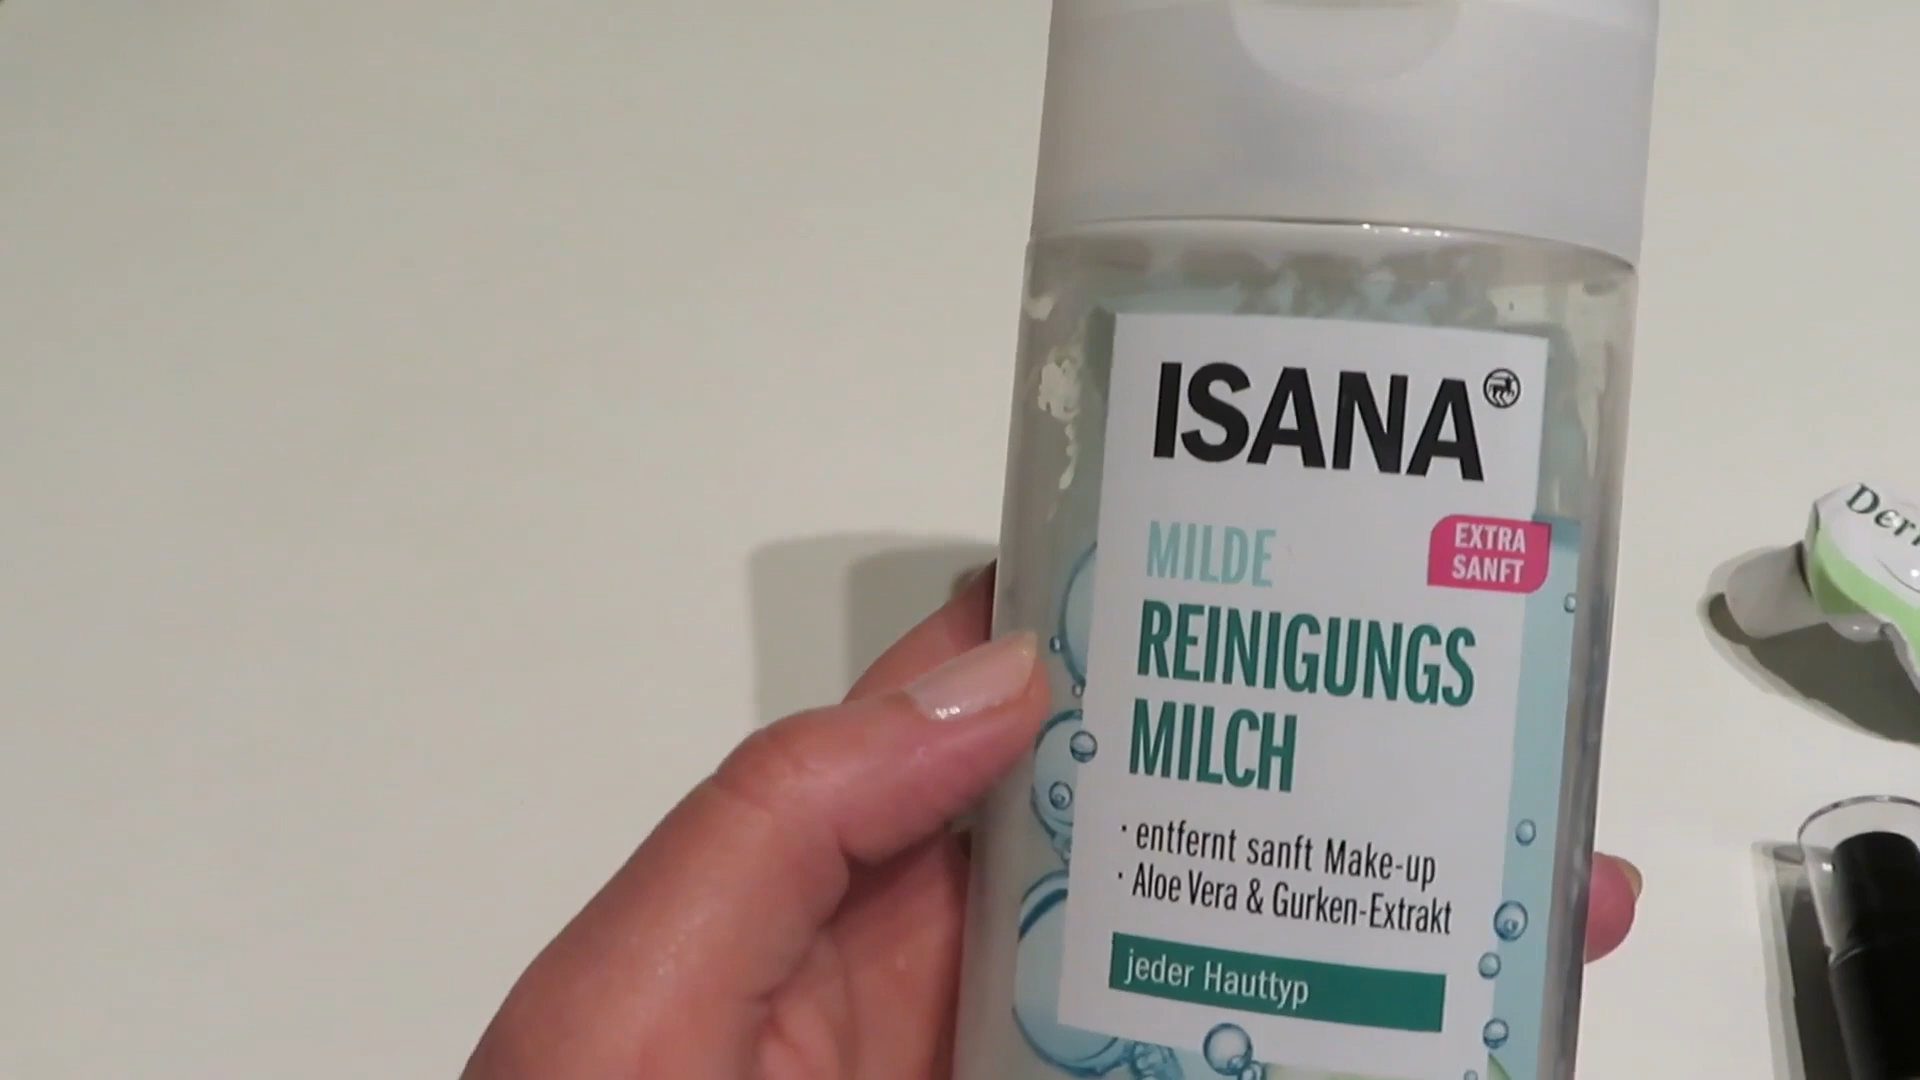 ISANA
MILDE
EXTRA
SANFT
REINIGUNGS
MILCH
· entfernt sanft Make-up
· Aloe Vera & Gurken-Extrakt
jeder Hauttyp